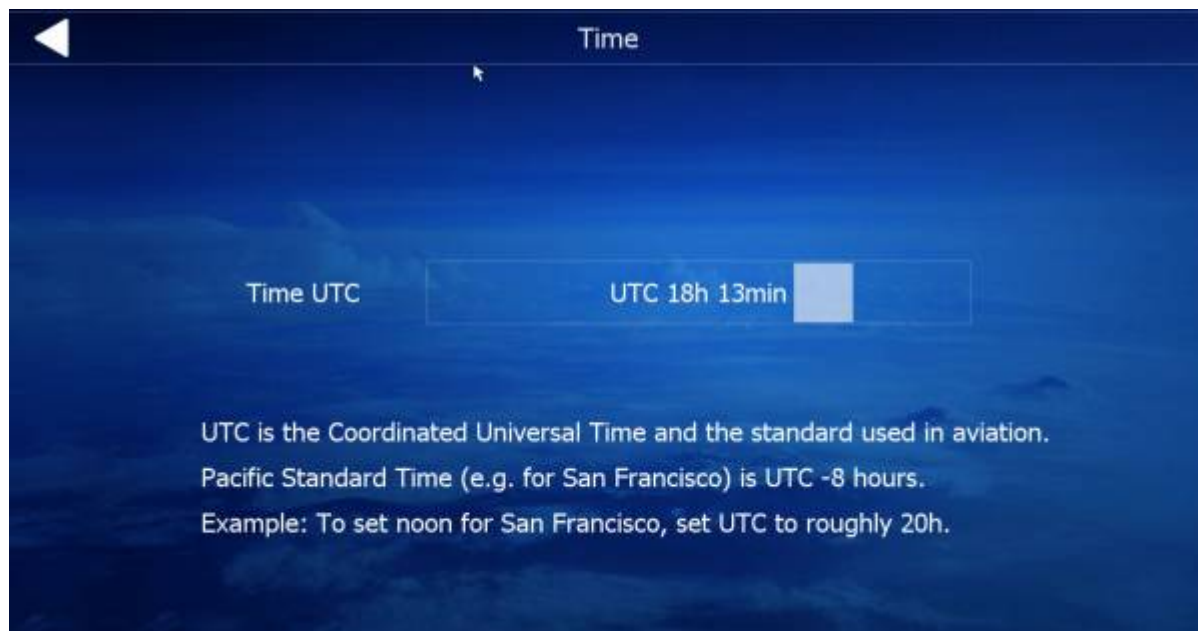 Time
Time UTC UTC 18h 13min
UTC is the Coordinated Universal Time and the standard used in aviation.
Pacific Standard Time (e.g. for San Francisco) is UTC -8 hours.
Example: To set noon for San Francisco, set UTC to roughly 20h.